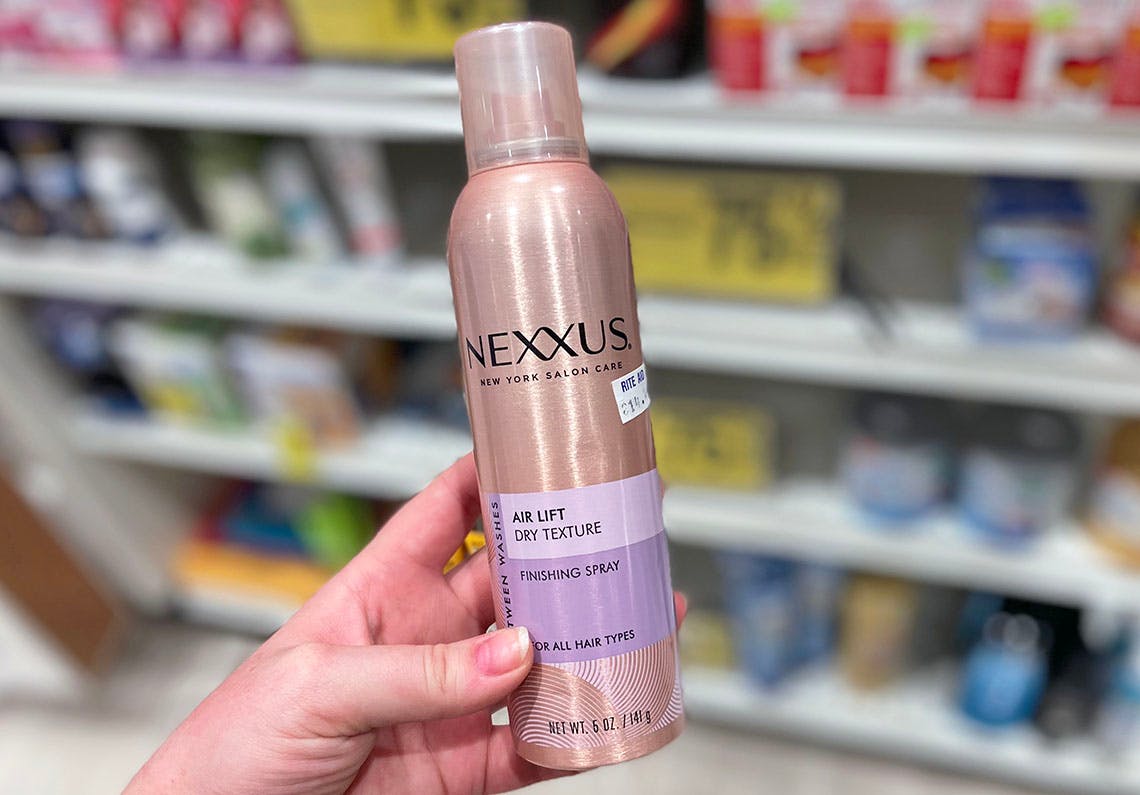 NEXXUS.
NEW YORK SALON CARE
RITE AID
AIR LIFT
DRY TEXTURE
FINISHING SPRAY
FOR ALL HAIR TYPES
WASHES
NET WT. 5 OZ. / 141 g